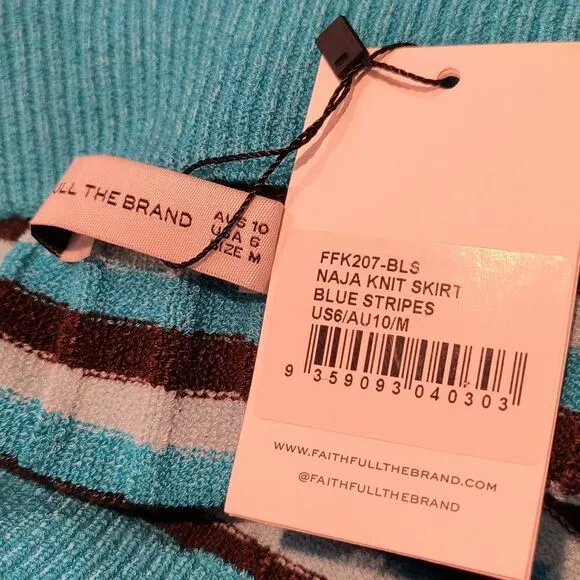 ULL THE BRAND
AUS 10
USA 6
SIZE M
FFK207-BLS
NAJA KNIT SKIRT
BLUE STRIPES
US6/AU10/M
9 359093 040303
WWW.FAITHFULLTHEBRAND.COM
@FAITHFULLTHEBRAND